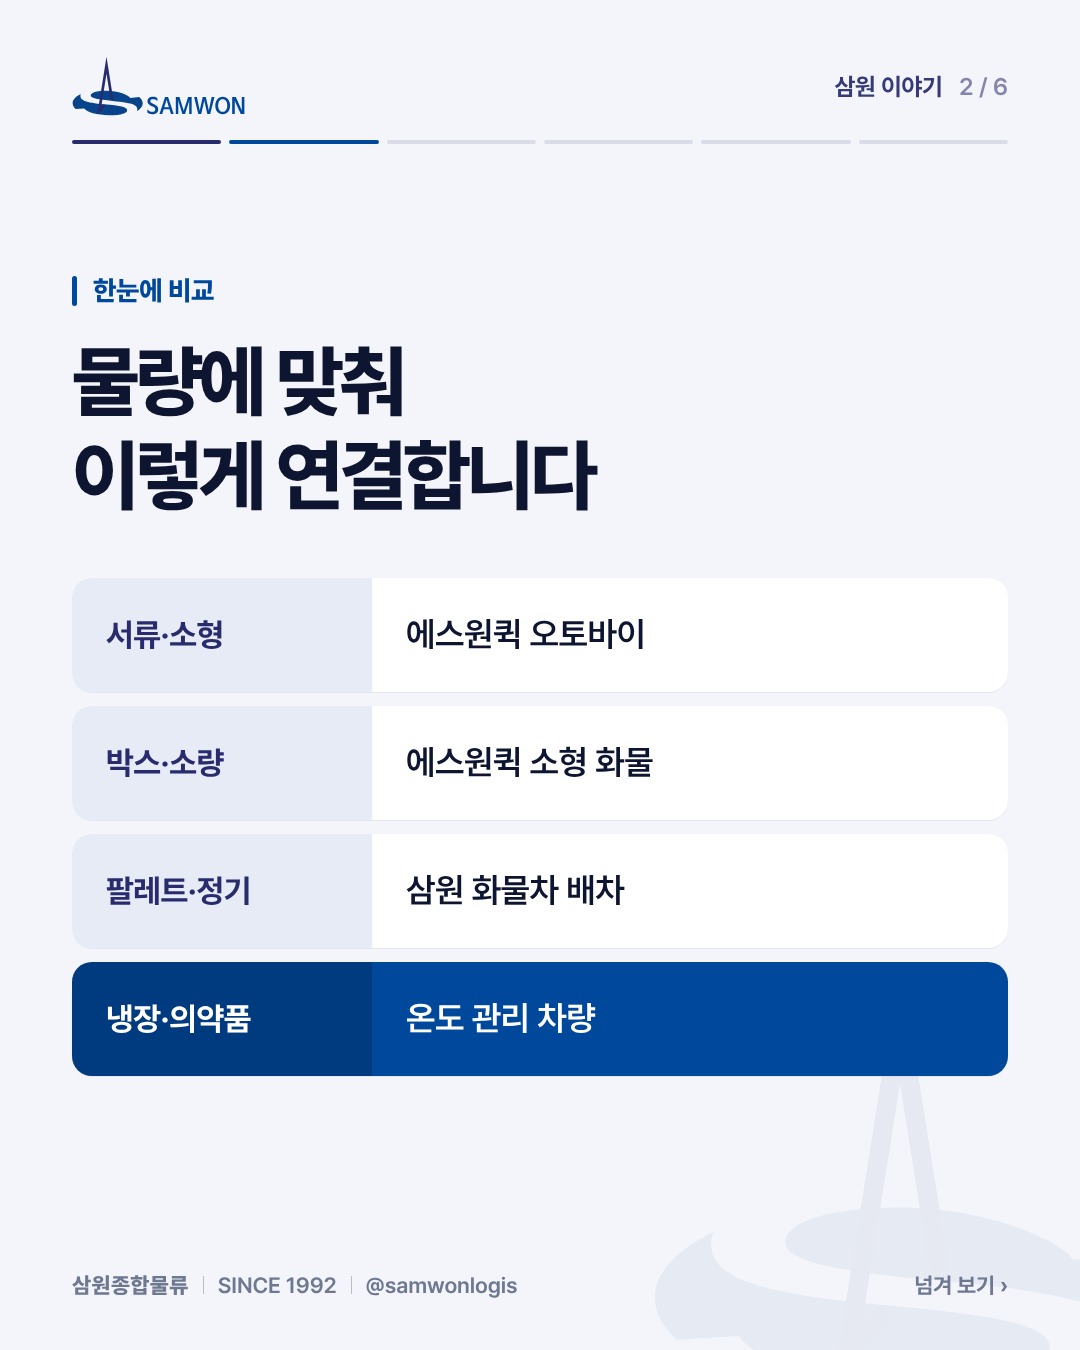 SAMWON
삼원 이야기 2 / 6
한눈에 비교
물량에 맞춰
이렇게 연결합니다
서류·소형 에스원퀵 오토바이
박스·소량 에스원퀵 소형 화물
팔레트·정기 삼원 화물차 배차
냉장·의약품 온도 관리 차량
삼원종합물류 | SINCE 1992 | @samwonlogis 넘겨 보기 ›